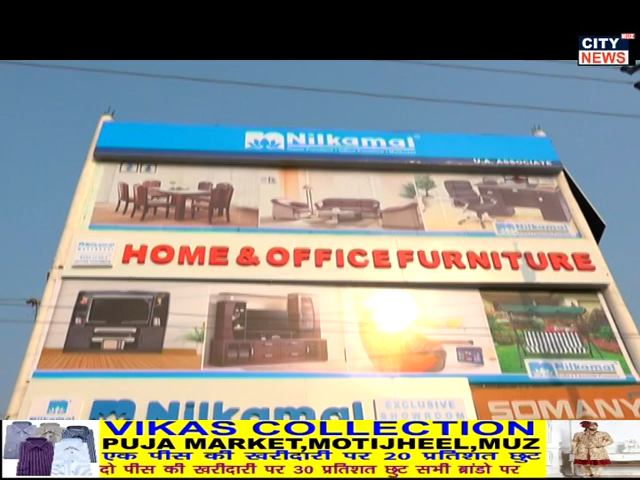 MUZ
CITY
NEWS
Nilkamal
U.A. ASSOCIATE
Nilkamal
HOME & OFFICE FURNITURE
Nilkamal
Nilkamal
EXCLUSIVE
SHOWROOM
SOMANY
VIKAS COLLECTION
PUJA MARKET,MOTIJHEEL,MUZ
एक पीस की खरीदारी पर 20 प्रतिशत छुट
दो पीस की खरीदारी पर 30 प्रतिशत छुट सभी ब्रांडो पर